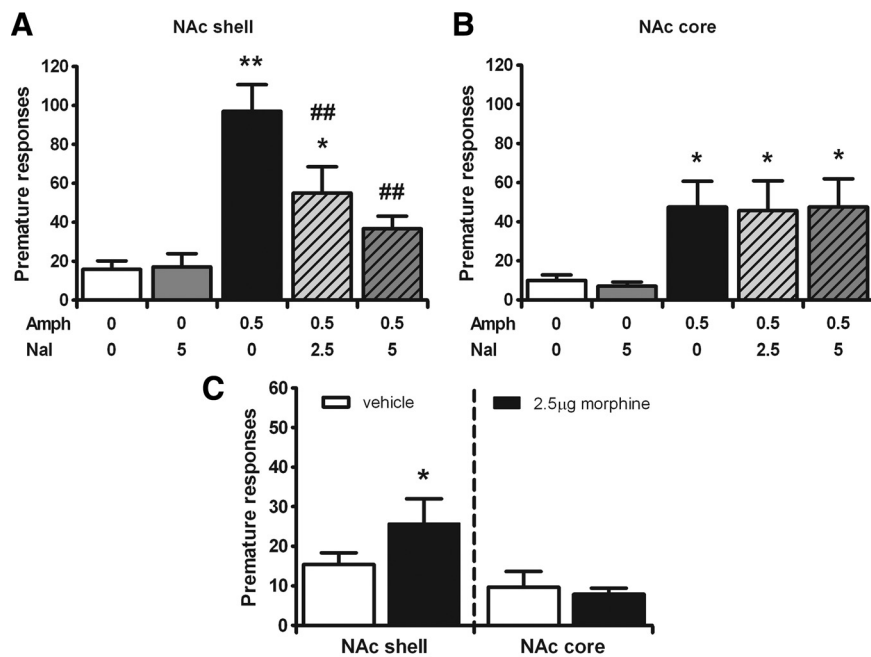 A
NAc shell
Premature responses
120
100
80
60
40
20
0
**
##
*
##
Amph 0 0 0.5 0.5 0.5
Nal 0 5 0 2.5 5
B
NAc core
Premature responses
120
100
80
60
40
20
0
* * *
Amph 0 0 0.5 0.5 0.5
Nal 0 5 0 2.5 5
C
Premature responses
60
50
40
30
20
10
0
vehicle
2.5µg morphine
*
NAc shell NAc core